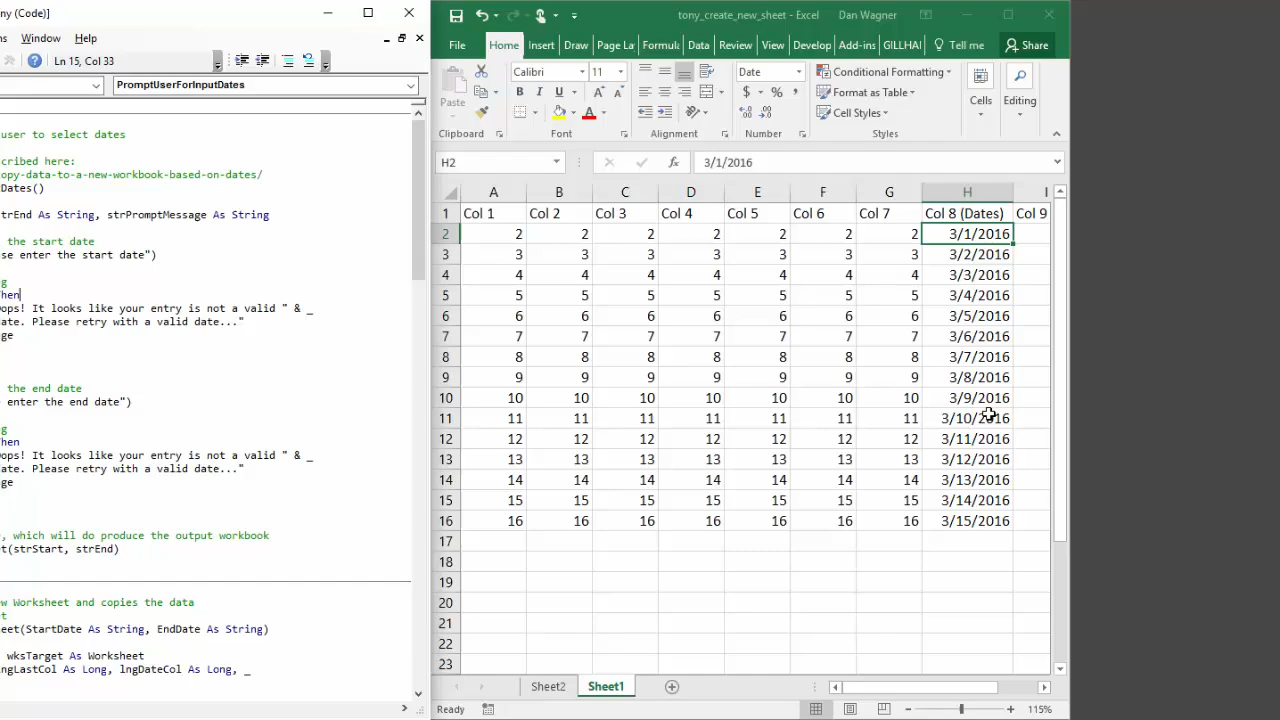 ny (Code)]
ns Window Help
Ln 15, Col 33
PromptUserForInputDates
user to select dates
cribed here:
opy-data-to-a-new-workbook-based-on-dates/
Dates()
trEnd As String, strPromptMessage As String
the start date
se enter the start date")
g
Then
Oops! It looks like your entry is not a valid " & _
ate. Please retry with a valid date..."
ge
the end date
e enter the end date")
g
Then
Oops! It looks like your entry is not a valid " & _
ate. Please retry with a valid date..."
ge
, which will do produce the output workbook
et(strStart, strEnd)
ew Worksheet and copies the data
et
heet(StartDate As String, EndDate As String)
wksTarget As Worksheet
ngLastCol As Long, lngDateCol As Long, _
tony_create_new_sheet - Excel Dan Wagner
File Home Insert Draw Page La Formula Data Review View Develop Add-ins GILLHAI Tell me Share
Paste Calibri 11 Date Conditional Formatting Cells Editing
B I U A A A $ % , Format as Table
Cell Styles
Clipboard Font Alignment Number Styles
H2 fx 3/1/2016
A B C D E F G H I
1 Col 1 Col 2 Col 3 Col 4 Col 5 Col 6 Col 7 Col 8 (Dates) Col 9
2 2 2 2 2 2 2 2 3/1/2016
3 3 3 3 3 3 3 3 3/2/2016
4 4 4 4 4 4 4 4 3/3/2016
5 5 5 5 5 5 5 5 3/4/2016
6 6 6 6 6 6 6 6 3/5/2016
7 7 7 7 7 7 7 7 3/6/2016
8 8 8 8 8 8 8 8 3/7/2016
9 9 9 9 9 9 9 9 3/8/2016
10 10 10 10 10 10 10 10 3/9/2016
11 11 11 11 11 11 11 11 3/10/2016
12 12 12 12 12 12 12 12 3/11/2016
13 13 13 13 13 13 13 13 3/12/2016
14 14 14 14 14 14 14 14 3/13/2016
15 15 15 15 15 15 15 15 3/14/2016
16 16 16 16 16 16 16 16 3/15/2016
17
18
19
20
21
22
23
Sheet2 Sheet1
Ready 115%